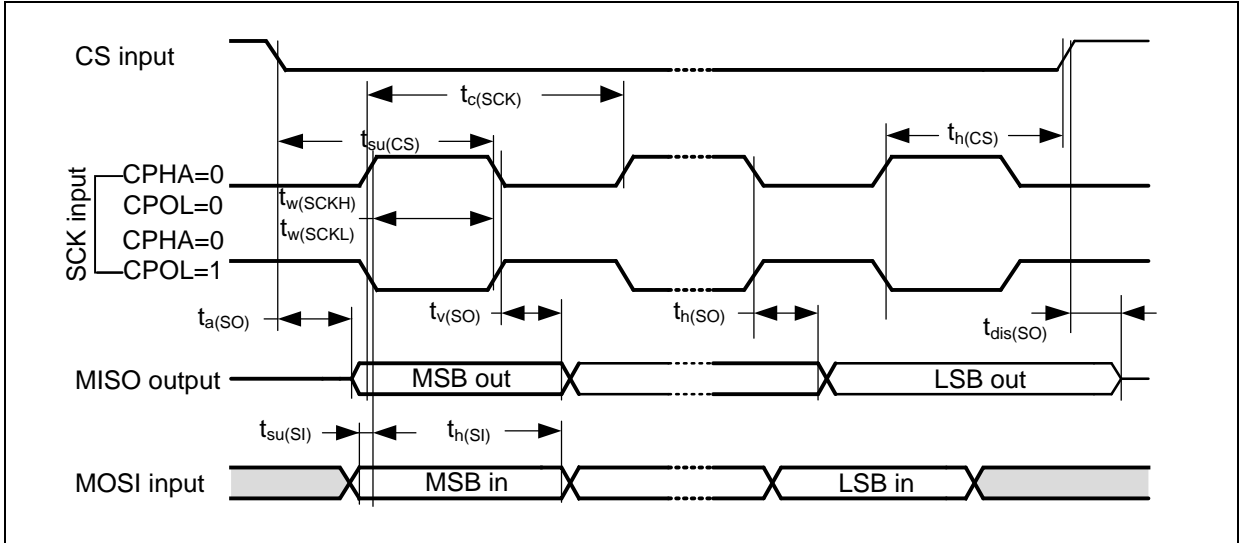 CS input
tc(SCK)
tsu(CS)
th(CS)
SCK input
CPHA=0
CPOL=0
tw(SCKH)
tw(SCKL)
CPHA=0
CPOL=1
ta(SO)
tv(SO)
th(SO)
tdis(SO)
MISO output
MSB out
LSB out
tsu(SI)
th(SI)
MOSI input
MSB in
LSB in